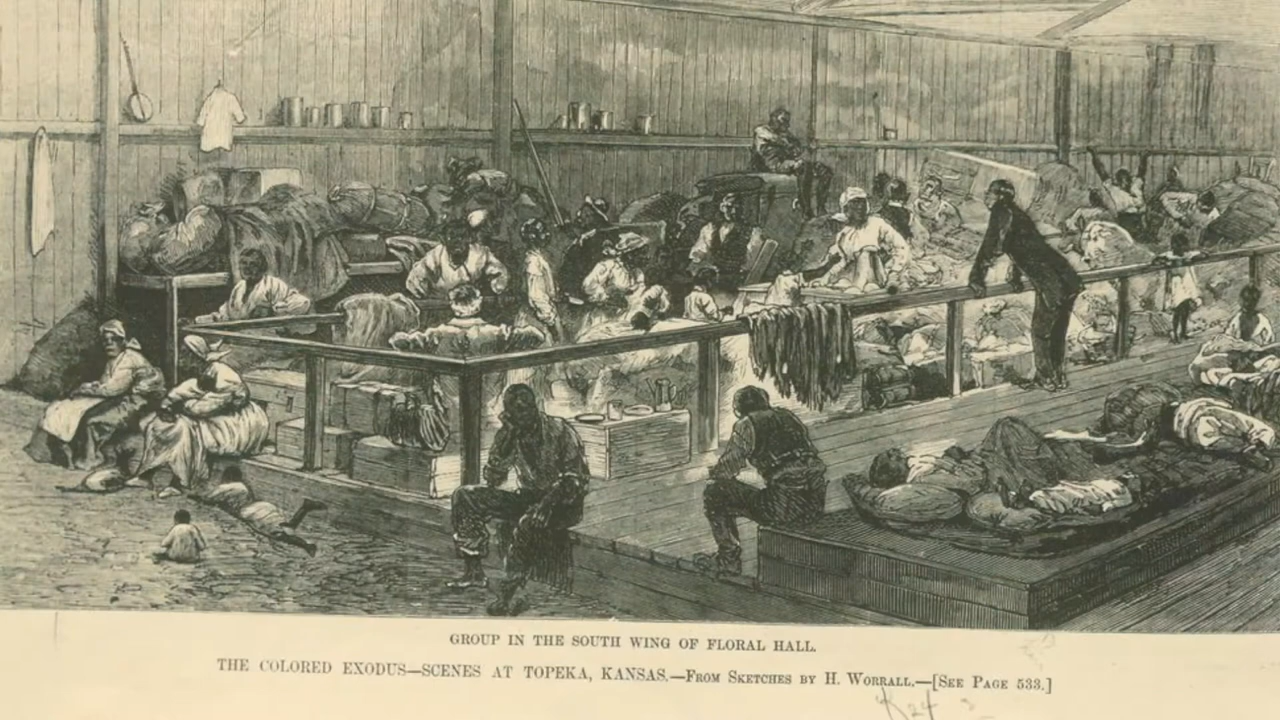 GROUP IN THE SOUTH WING OF FLORAL HALL.
THE COLORED EXODUS—SCENES AT TOPEKA, KANSAS.—FROM SKETCHES BY H. WORRALL.—[SEE PAGE 533.]